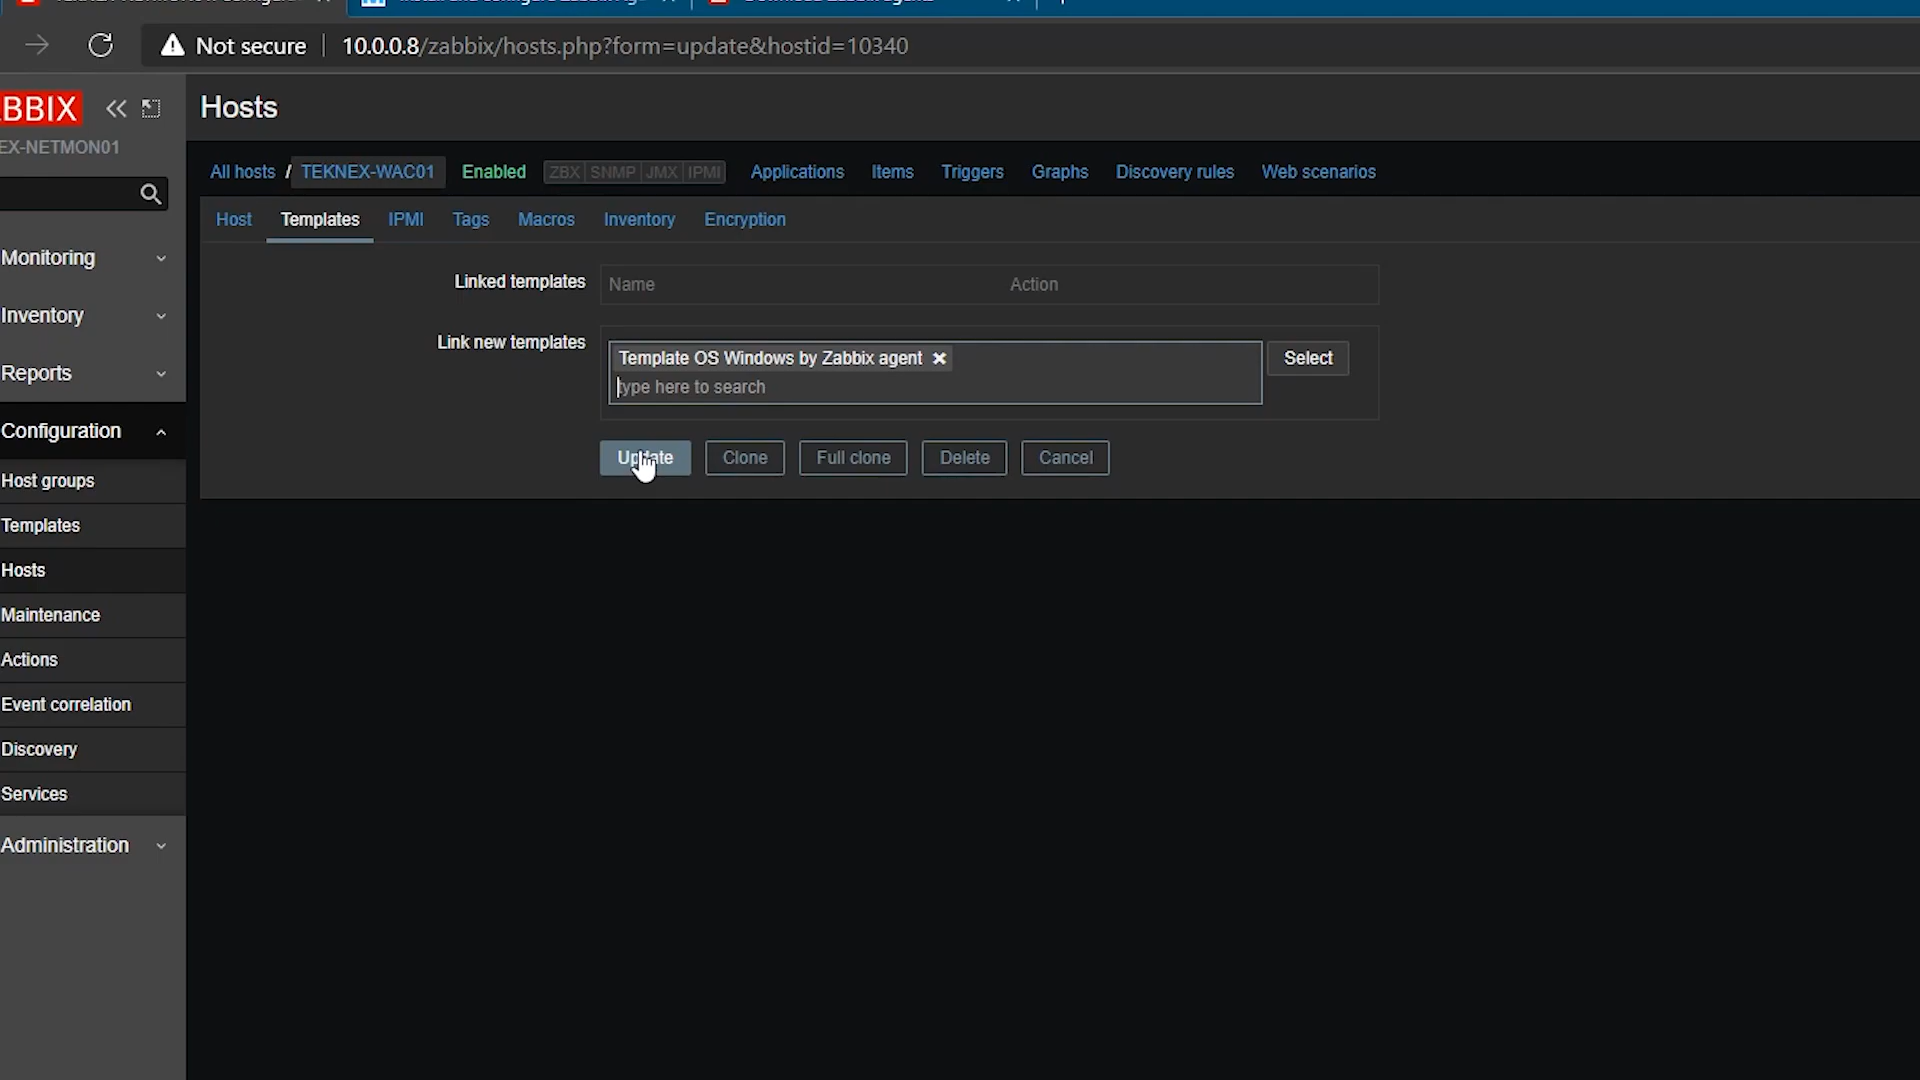 Not secure
10.0.0.8/zabbix/hosts.php?form=update&hostid=10340
BBIX
EX-NETMON01
Monitoring
Inventory
Reports
Configuration
Host groups
Templates
Hosts
Maintenance
Actions
Event correlation
Discovery
Services
Administration
Hosts
All hosts / TEKNEX-WAC01 Enabled ZBX SNMP JMX IPMI Applications Items Triggers Graphs Discovery rules Web scenarios
Host Templates IPMI Tags Macros Inventory Encryption
Linked templates Name Action
Link new templates Template OS Windows by Zabbix agent Select
type here to search
Update Clone Full clone Delete Cancel